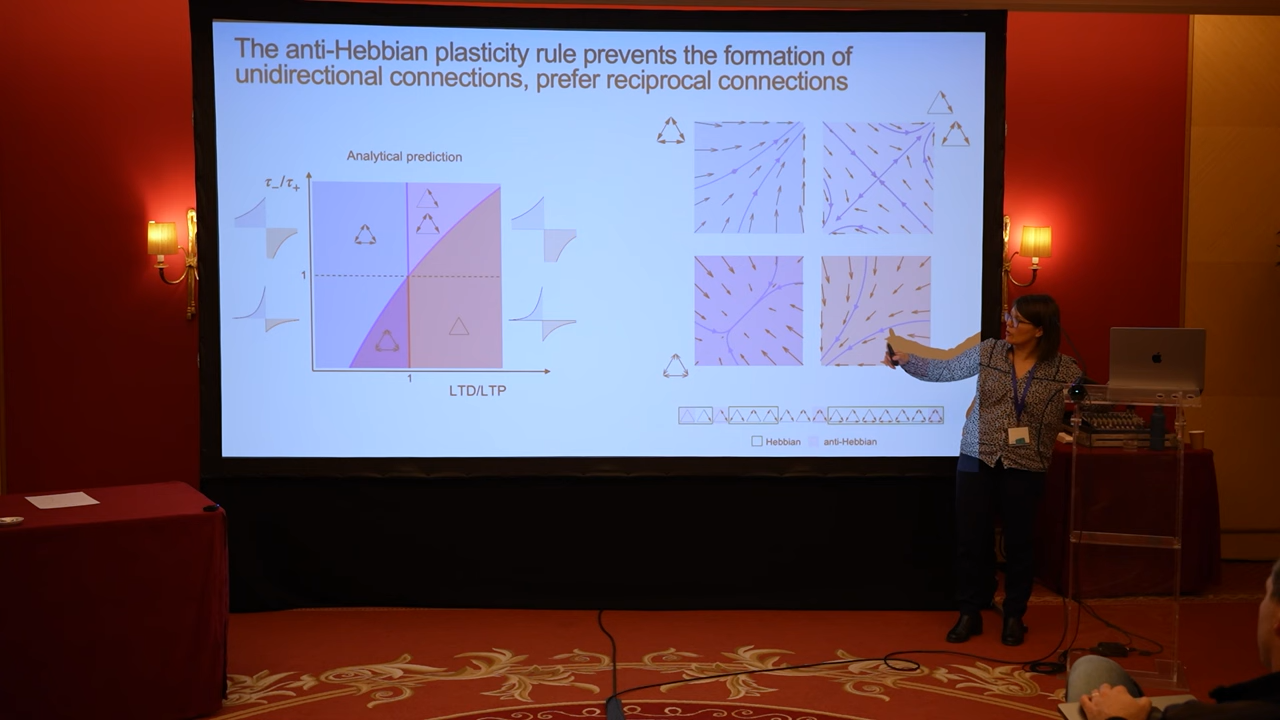 The anti-Hebbian plasticity rule prevents the formation of
unidirectional connections, prefer reciprocal connections
Analytical prediction
τ₋/τ₊
1
1
LTD/LTP
Hebbian
anti-Hebbian